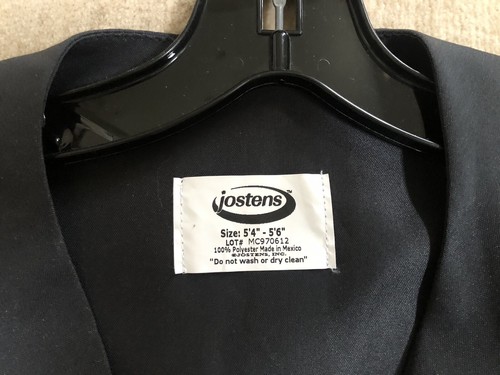 jostens™
Size: 5'4" - 5'6"
LOT# MC970612
100% Polyester Made in Mexico
©JOSTENS, INC.
"Do not wash or dry clean"